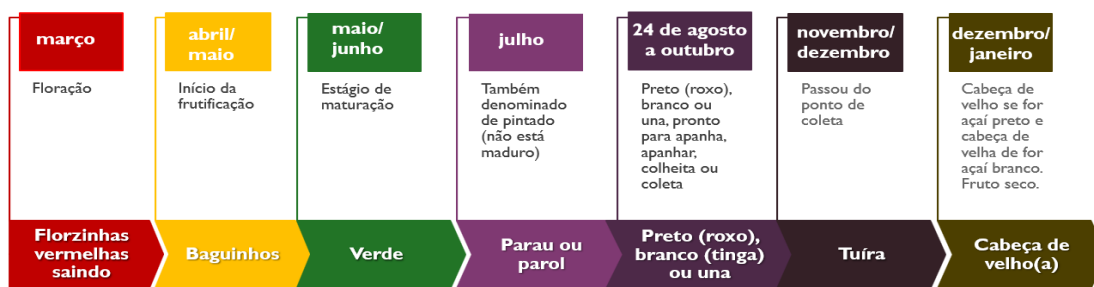 março
Floração
Florzinhas
vermelhas
saindo
abril/
maio
Início da
frutificação
Baguinhos
maio/
junho
Estágio de
maturação
Verde
julho
Também
denominado
de pintado
(não está
maduro)
Parau ou
parol
24 de agosto
a outubro
Preto (roxo),
branco ou
una, pronto
para apanha,
apanhar,
colheita ou
coleta
Preto (roxo),
branco (tinga)
ou una
novembro/
dezembro
Passou do
ponto de
coleta
Tuíra
dezembro/
janeiro
Cabeça de
velho se for
açaí preto e
cabeça de
velha de for
açaí branco.
Fruto seco.
Cabeça de
velho(a)